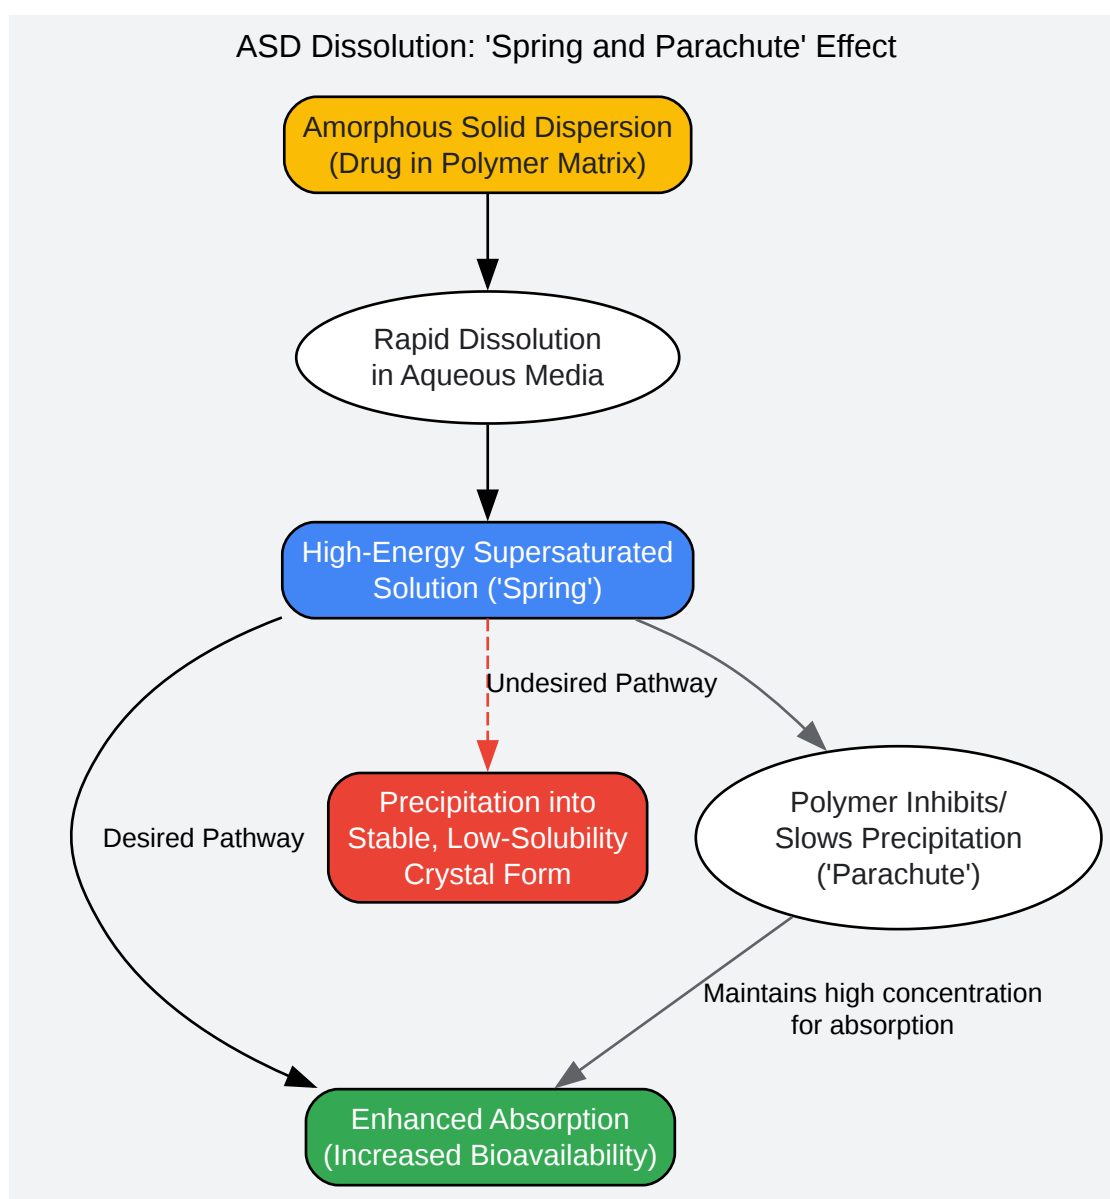 ASD Dissolution: 'Spring and Parachute' Effect
Amorphous Solid Dispersion
(Drug in Polymer Matrix)
Rapid Dissolution
in Aqueous Media
High-Energy Supersaturated
Solution ('Spring')
Undesired Pathway
Desired Pathway
Precipitation into
Stable, Low-Solubility
Crystal Form
Polymer Inhibits/
Slows Precipitation
('Parachute')
Maintains high concentration
for absorption
Enhanced Absorption
(Increased Bioavailability)